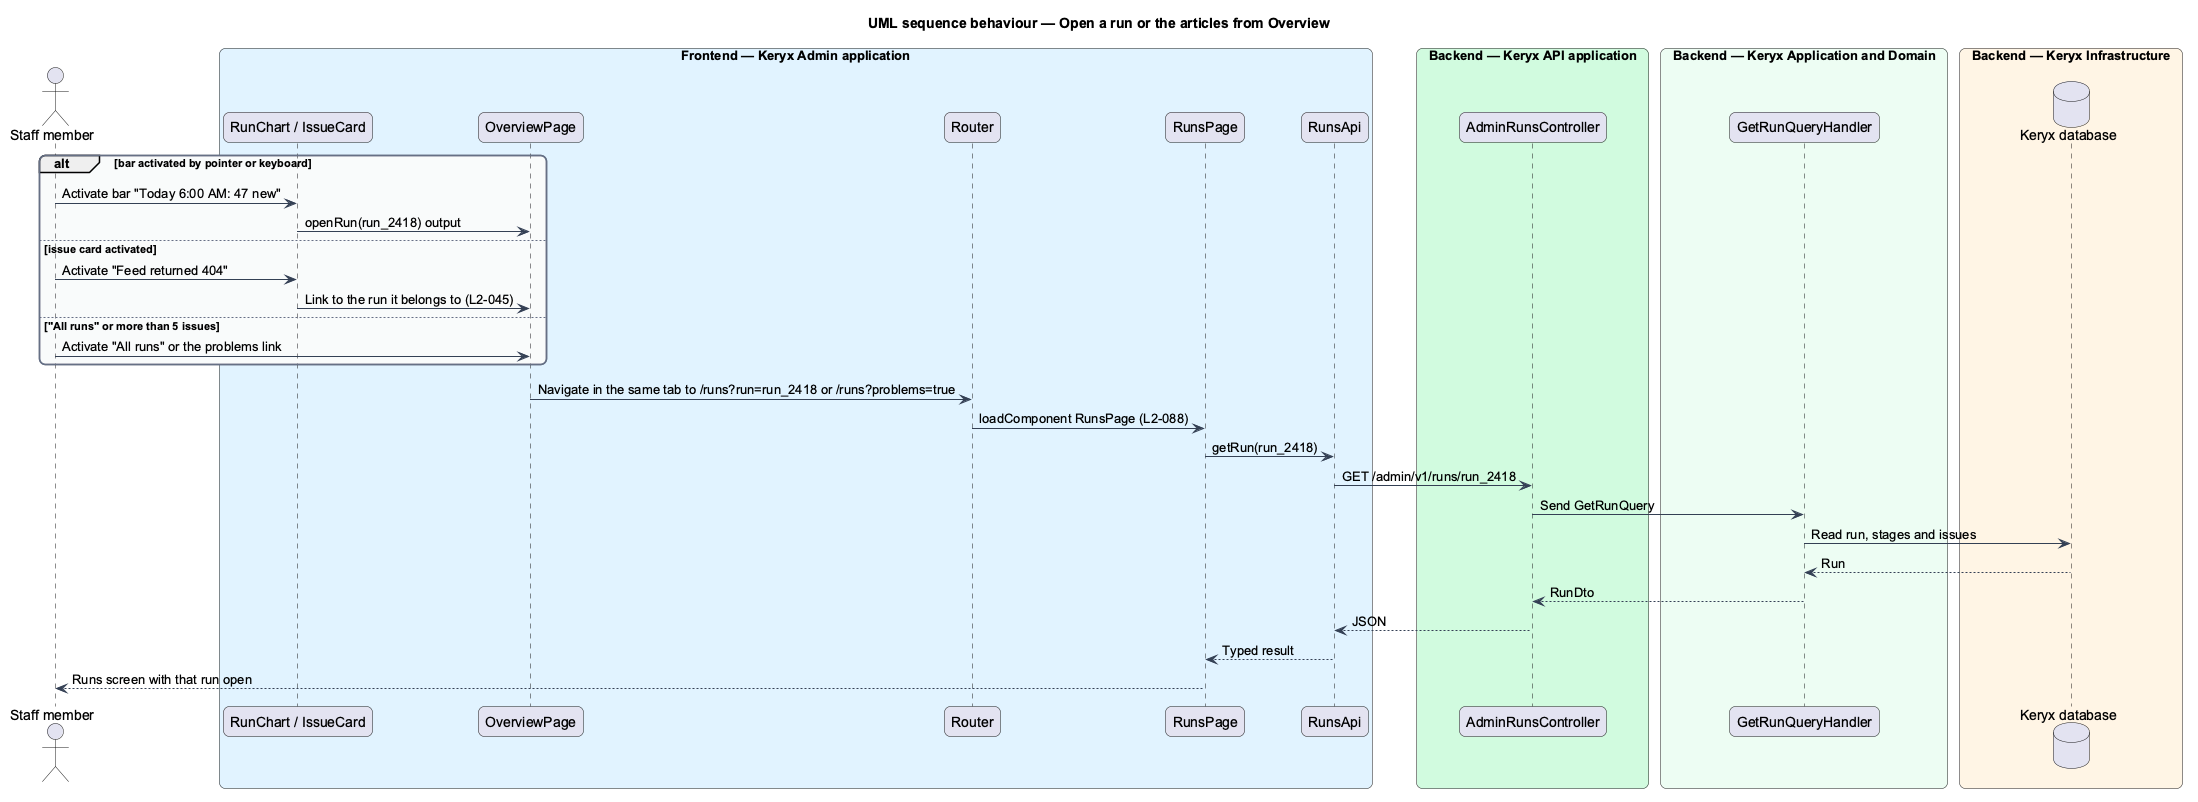 UML sequence behaviour — Open a run or the articles from Overview
Frontend — Keryx Admin application
Backend — Keryx API application
Backend — Keryx Application and Domain
Backend — Keryx Infrastructure
Staff member
RunChart / IssueCard
OverviewPage
Router
RunsPage
RunsApi
AdminRunsController
GetRunQueryHandler
Keryx database
alt
[bar activated by pointer or keyboard]
Activate bar "Today 6:00 AM: 47 new"
openRun(run_2418) output
[issue card activated]
Activate "Feed returned 404"
Link to the run it belongs to (L2-045)
["All runs" or more than 5 issues]
Activate "All runs" or the problems link
Navigate in the same tab to /runs?run=run_2418 or /runs?problems=true
loadComponent RunsPage (L2-088)
getRun(run_2418)
GET /admin/v1/runs/run_2418
Send GetRunQuery
Read run, stages and issues
Run
RunDto
JSON
Typed result
Runs screen with that run open
Staff member
RunChart / IssueCard
OverviewPage
Router
RunsPage
RunsApi
AdminRunsController
GetRunQueryHandler
Keryx database